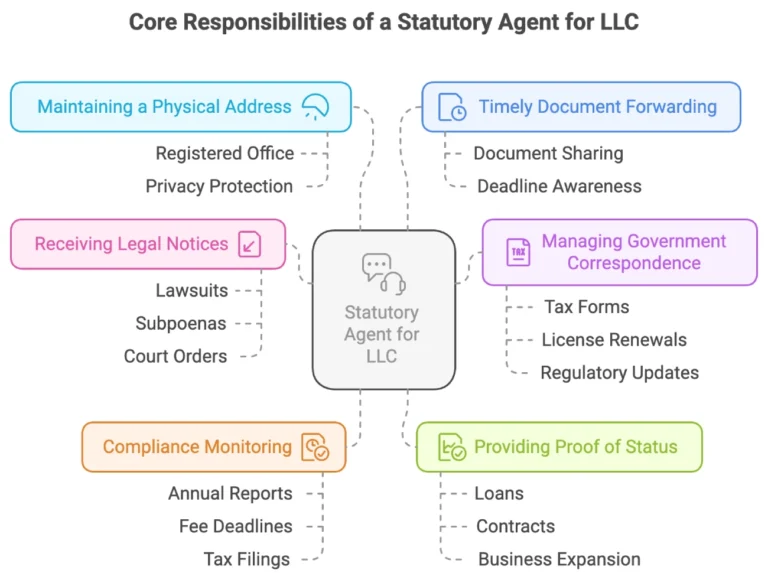 Core Responsibilities of a Statutory Agent for LLC
Maintaining a Physical Address
Registered Office
Privacy Protection
Timely Document Forwarding
Document Sharing
Deadline Awareness
Receiving Legal Notices
Lawsuits
Subpoenas
Court Orders
Statutory
Agent for
LLC
TAX
Managing Government
Correspondence
Tax Forms
License Renewals
Regulatory Updates
Compliance Monitoring
Annual Reports
Fee Deadlines
Tax Filings
Providing Proof of Status
Loans
Contracts
Business Expansion